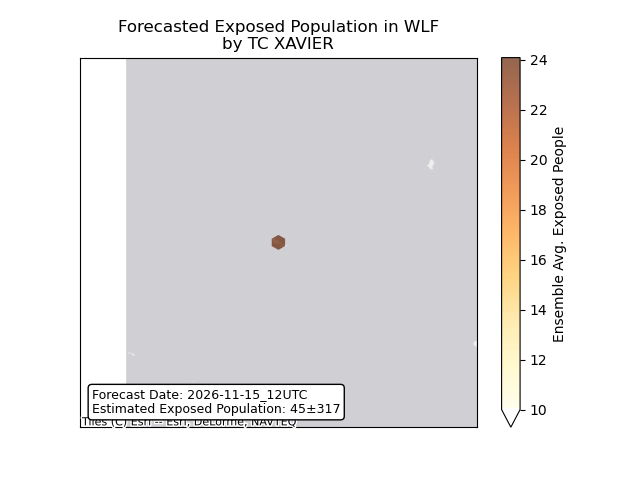 Forecasted Exposed Population in WLF
by TC XAVIER
24
22
20
18
16
14
12
10
Ensemble Avg. Exposed People
Forecast Date: 2026-11-15_12UTC
Estimated Exposed Population: 45±317
Tiles (C) Esri -- Esri, DeLorme, NAVTEQ